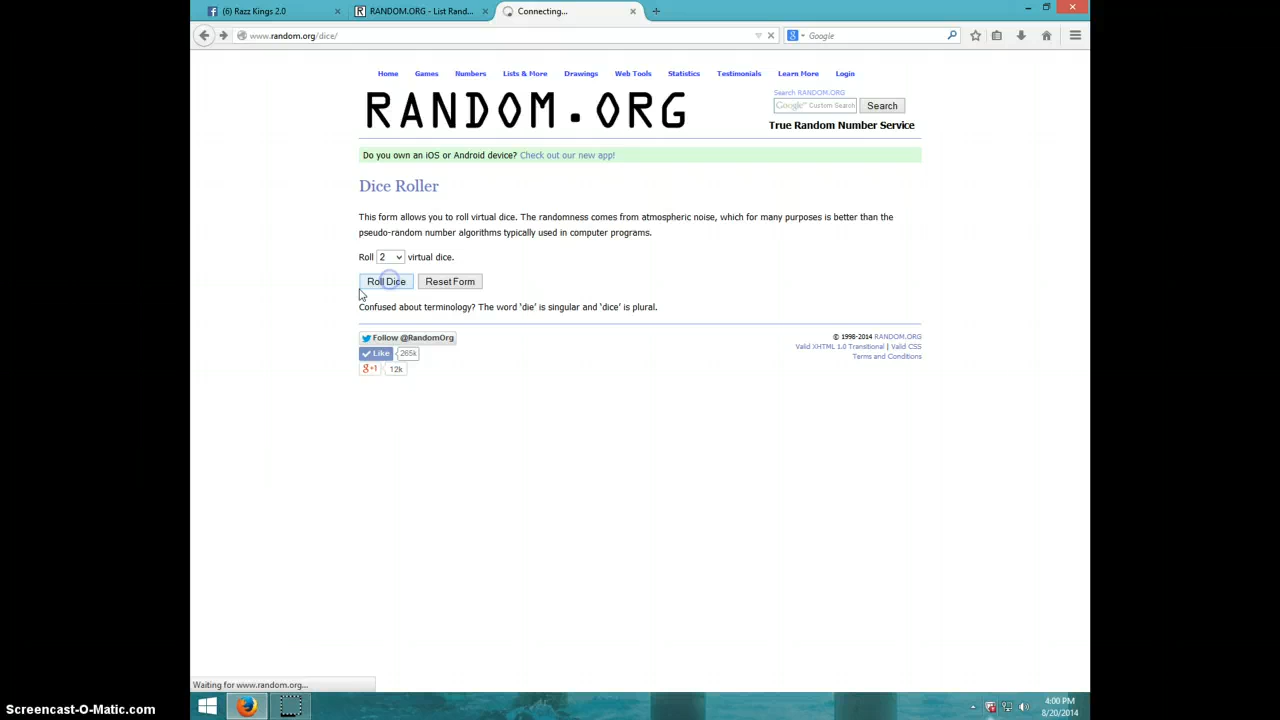 (6) Razz Kings 2.0
RANDOM.ORG - List Rand...
Connecting...
www.random.org/dice/
Google
Home Games Numbers Lists & More Drawings Web Tools Statistics Testimonials Learn More Login
RANDOM.ORG
Search RANDOM.ORG
Google™ Custom Search
Search
True Random Number Service
Do you own an iOS or Android device? Check out our new app!
Dice Roller
This form allows you to roll virtual dice. The randomness comes from atmospheric noise, which for many purposes is better than the
pseudo-random number algorithms typically used in computer programs.
Roll 2 virtual dice.
Roll Dice Reset Form
Confused about terminology? The word ‘die’ is singular and ‘dice’ is plural.
Follow @RandomOrg
Like 265k
g+1 12k
© 1998-2014 RANDOM.ORG
Valid XHTML 1.0 Transitional | Valid CSS
Terms and Conditions
Waiting for www.random.org...
4:00 PM
8/20/2014
Screencast-O-Matic.com